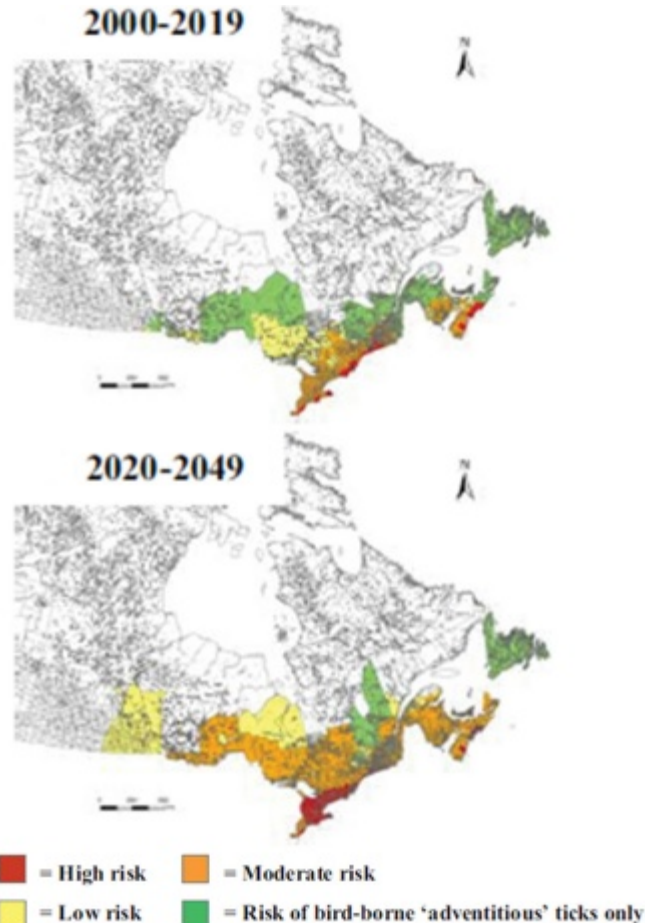 2000-2019
N
2020-2049
N
= High risk
= Moderate risk
= Low risk
= Risk of bird-borne ‘adventitious’ ticks only